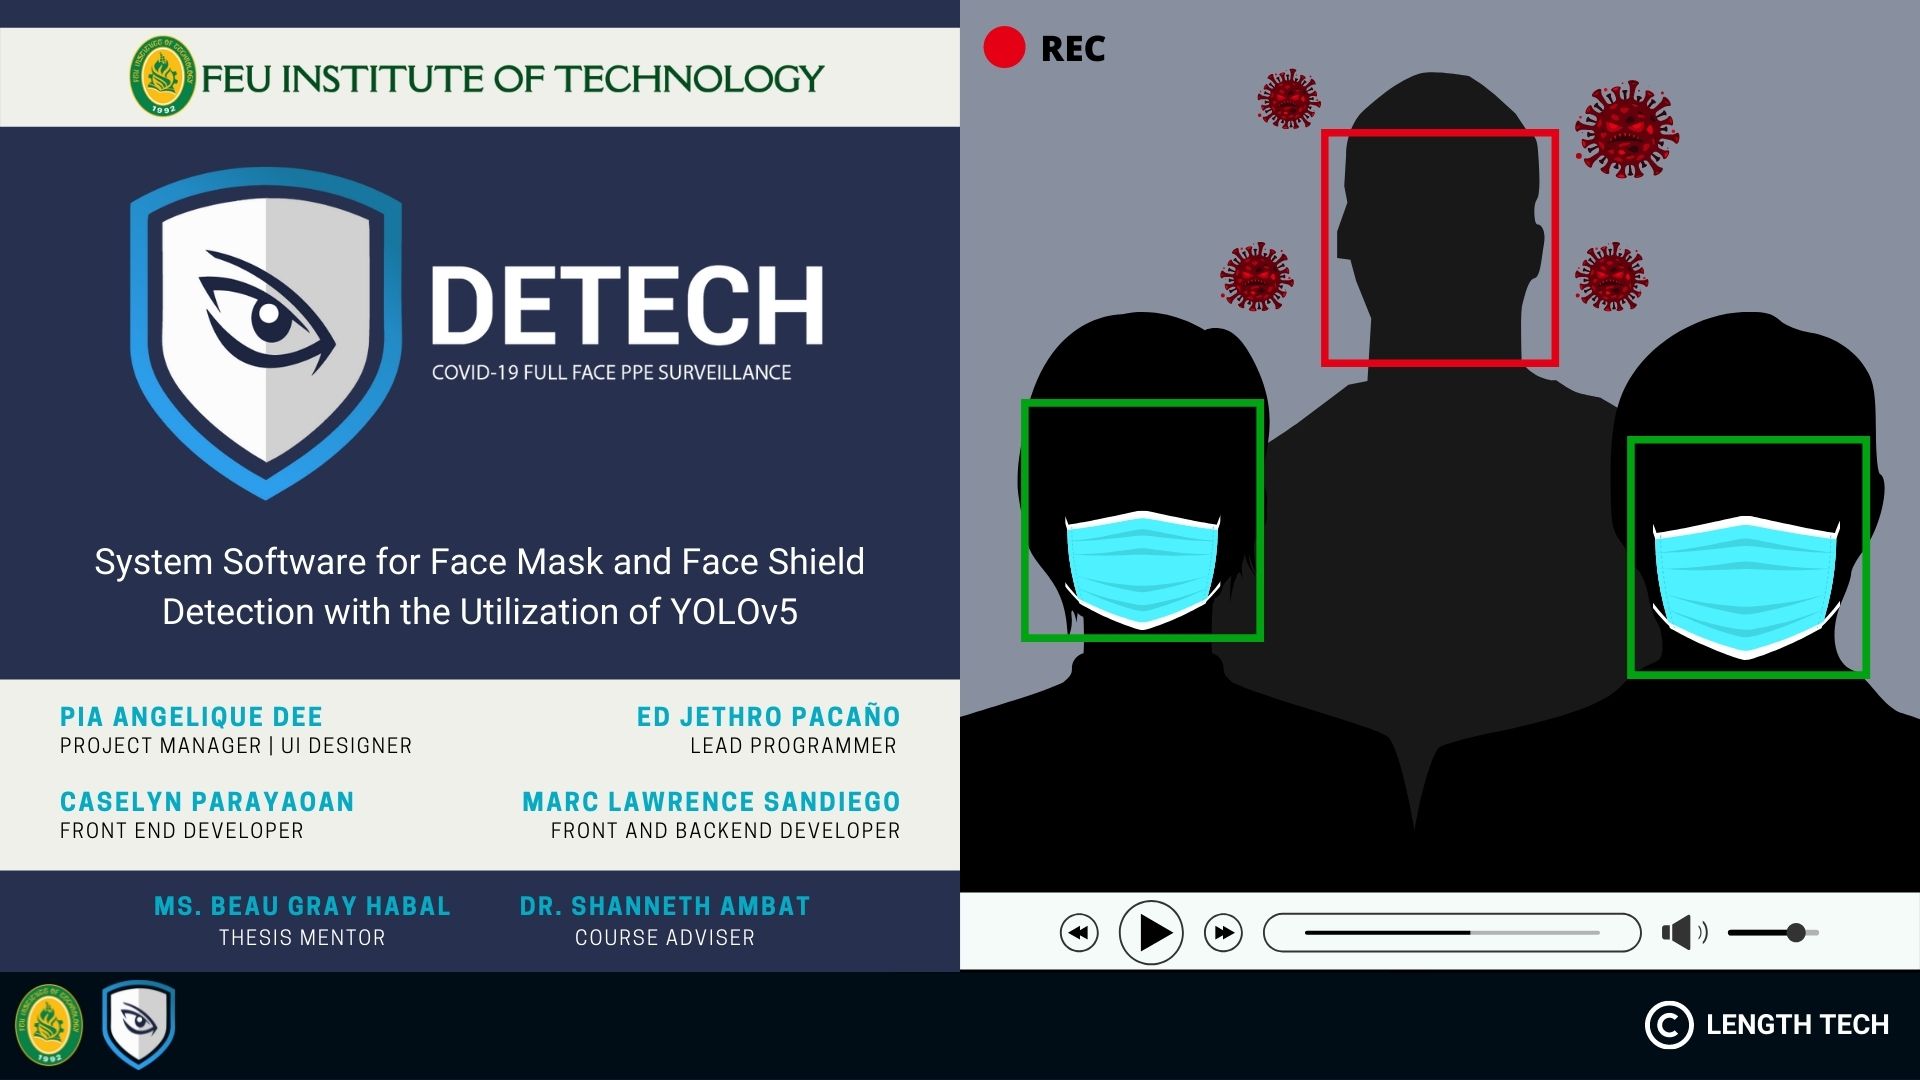 FEU INSTITUTE OF TECHNOLOGY
1992
DETECH
COVID-19 FULL FACE PPE SURVEILLANCE
System Software for Face Mask and Face Shield
Detection with the Utilization of YOLOv5
PIA ANGELIQUE DEE
PROJECT MANAGER | UI DESIGNER
ED JETHRO PACAÑO
LEAD PROGRAMMER
CASELYN PARAYAOAN
FRONT END DEVELOPER
MARC LAWRENCE SANDIEGO
FRONT AND BACKEND DEVELOPER
MS. BEAU GRAY HABAL
THESIS MENTOR
DR. SHANNETH AMBAT
COURSE ADVISER
REC
1992
© LENGTH TECH